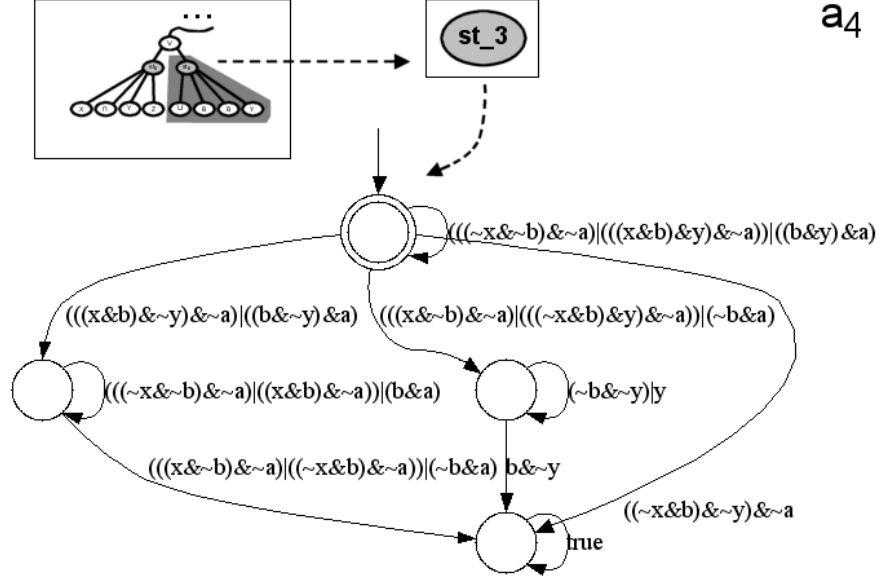 ...
a4
st_3
(((~x&~b)&~a)|(((x&b)&y)&~a))|((b&y)&a)
(((x&b)&~y)&~a)|((b&~y)&a)
(((x&~b)&~a)|(((~x&b)&y)&~a))|(~b&a)
(((~x&~b)&~a)|((x&b)&~a))|(b&a)
(~b&~y)|y
(((x&~b)&~a)|((~x&b)&~a))|(~b&a)
b&~y
((~x&b)&~y)&~a
true